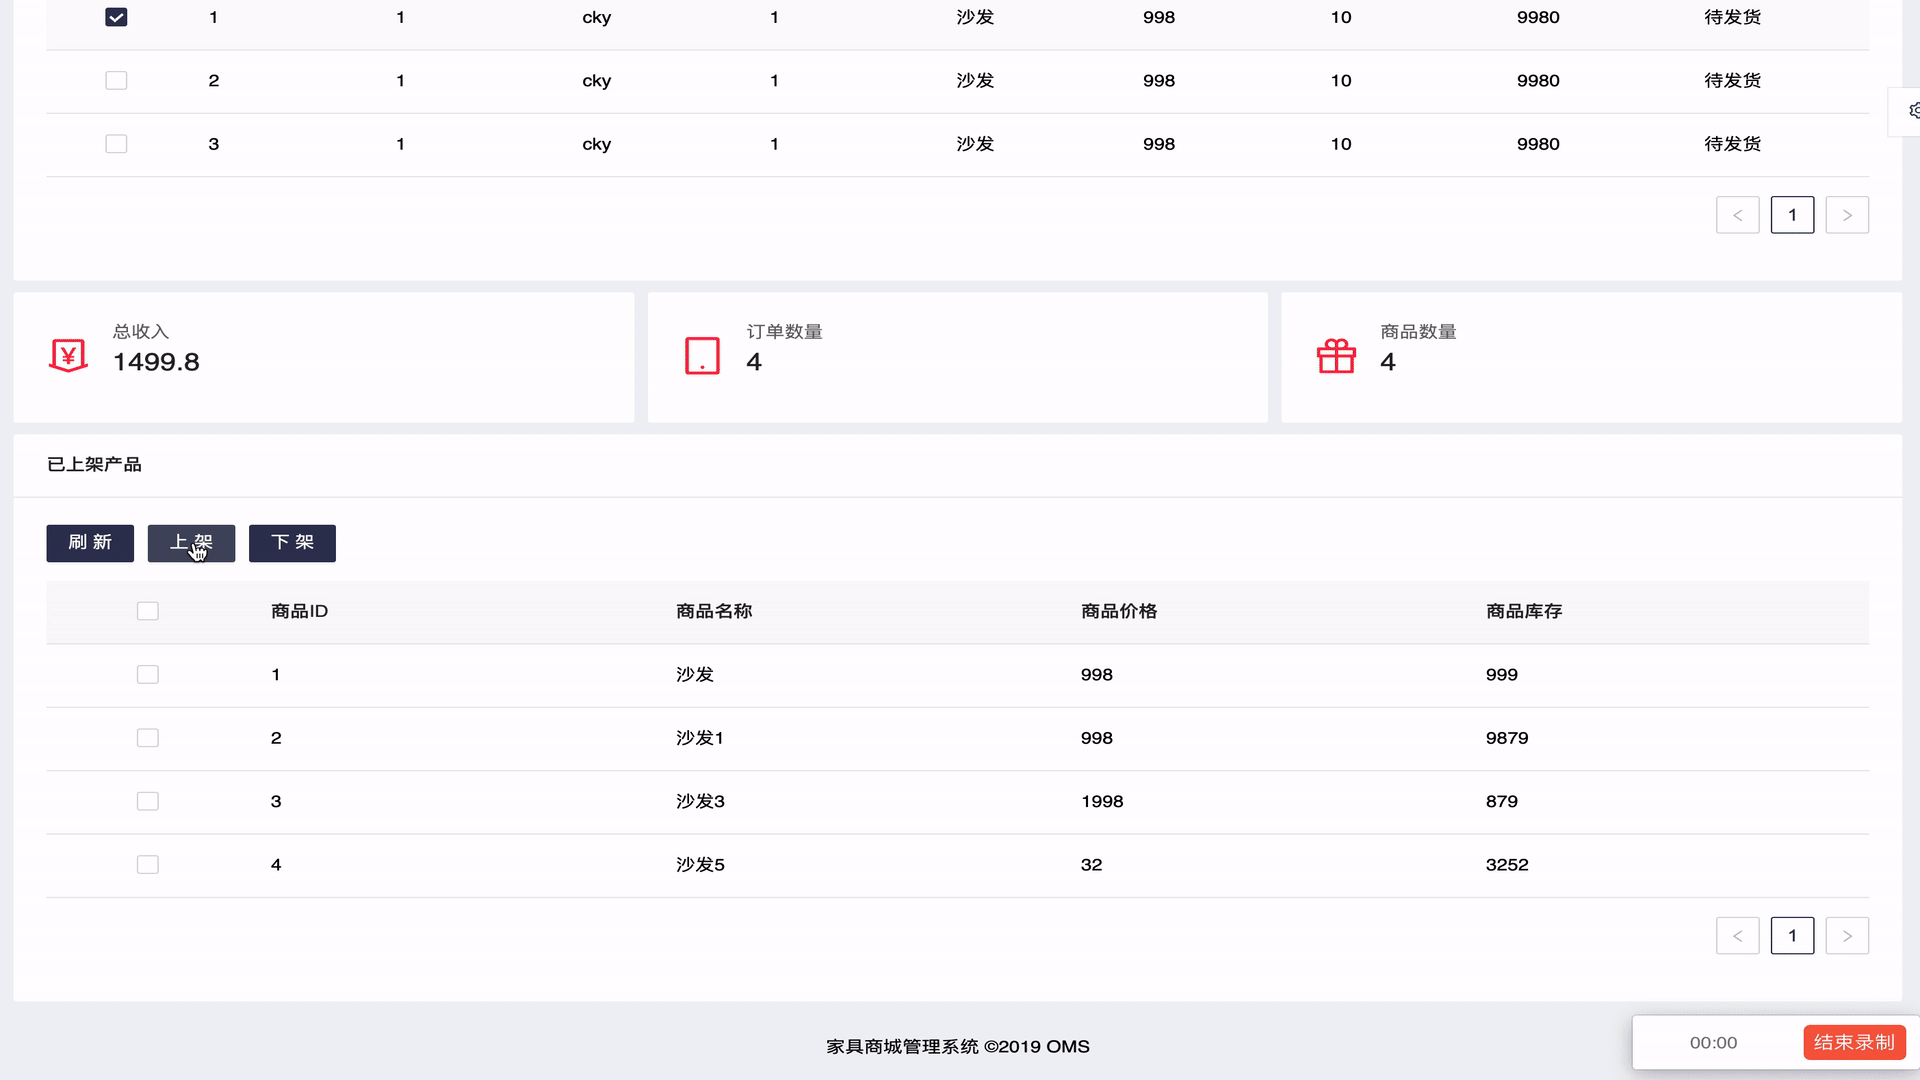 1 1 cky 1 沙发 998 10 9980 待发货
2 1 cky 1 沙发 998 10 9980 待发货
3 1 cky 1 沙发 998 10 9980 待发货
< 1 >
总收入
1499.8
订单数量
4
商品数量
4
已上架产品
刷 新 上 架 下 架
商品ID 商品名称 商品价格 商品库存
1 沙发 998 999
2 沙发1 998 9879
3 沙发3 1998 879
4 沙发5 32 3252
< 1 >
家具商城管理系统 ©2019 OMS
00:00 结束录制